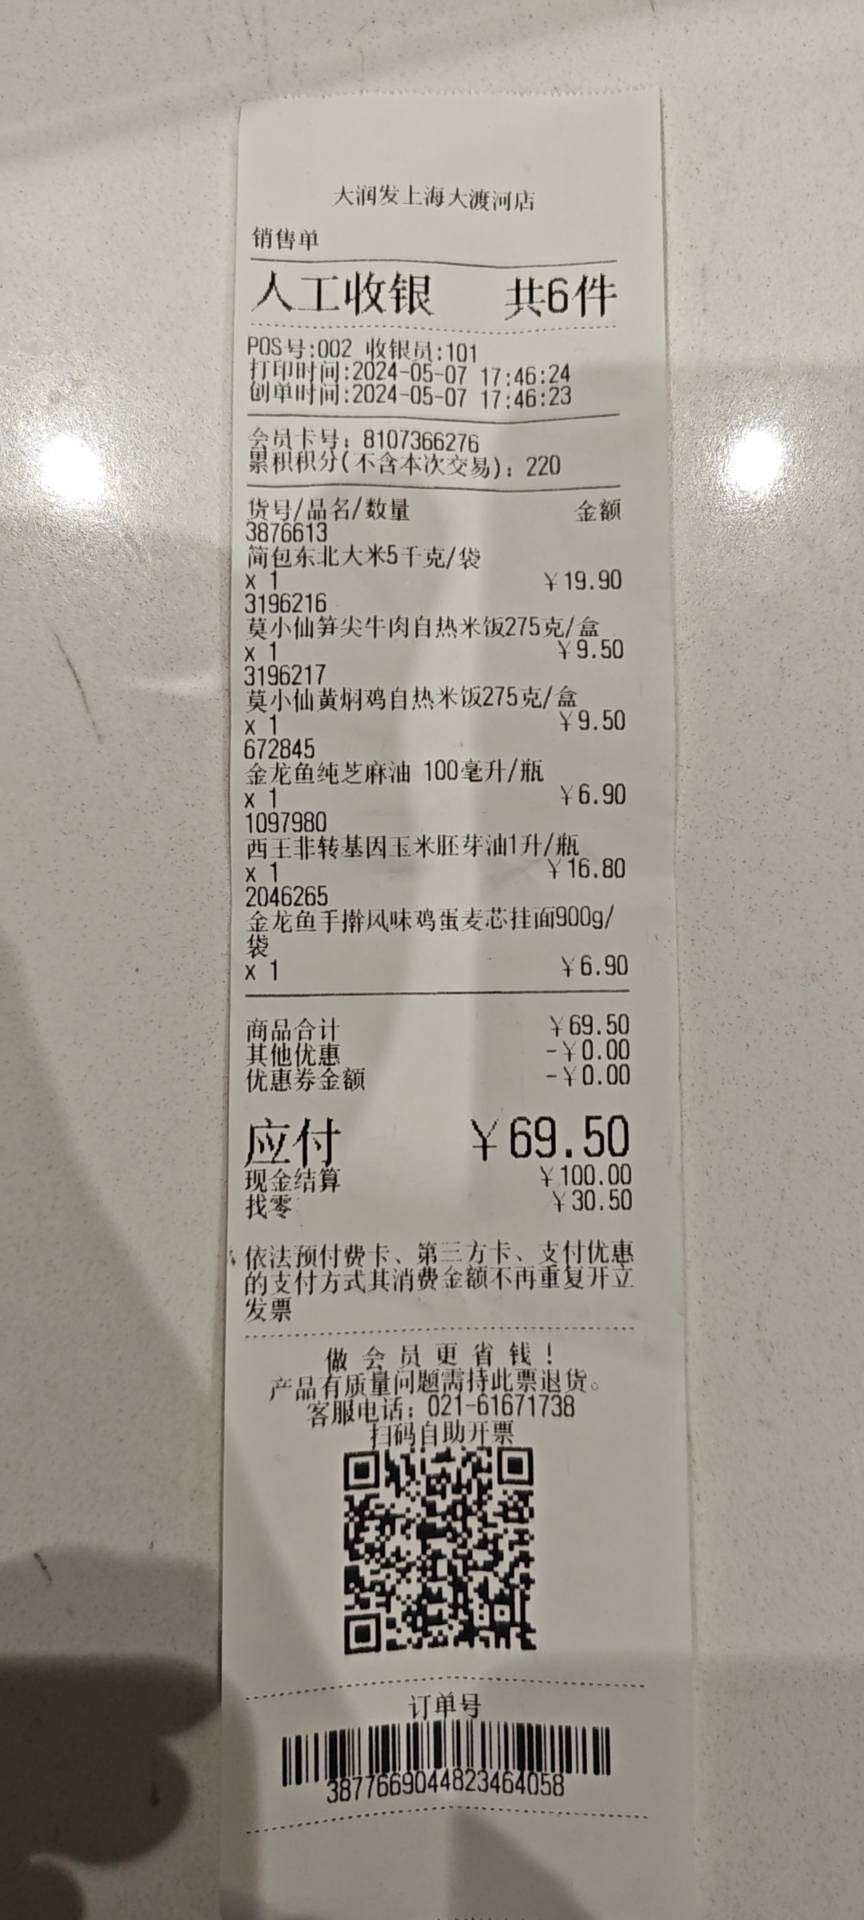 大润发上海大渡河店
销售单
人工收银 共6件
POS号:002 收银员:101
打印时间:2024-05-07 17:46:24
创单时间:2024-05-07 17:46:23
会员卡号：8107366276
累积积分(不含本次交易)：220
货号/品名/数量 金额
3876613
简包东北大米5千克/袋
x 1 ￥19.90
3196216
莫小仙笋尖牛肉自热米饭275克/盒
x 1 ￥9.50
3196217
莫小仙黄焖鸡自热米饭275克/盒
x 1 ￥9.50
672845
金龙鱼纯芝麻油 100毫升/瓶
x 1 ￥6.90
1097980
西王非转基因玉米胚芽油1升/瓶
x 1 ￥16.80
2046265
金龙鱼手擀风味鸡蛋麦芯挂面900g/
袋
x 1 ￥6.90
商品合计 ￥69.50
其他优惠 -￥0.00
优惠券金额 -￥0.00
应付 ￥69.50
现金结算 ￥100.00
找零 ￥30.50
依法预付费卡、第三方卡、支付优惠
的支付方式其消费金额不再重复开立
发票
做会员更省钱！
产品有质量问题需持此票退货。
客服电话：021-61671738
扫码自助开票
订单号
3877669044823464058